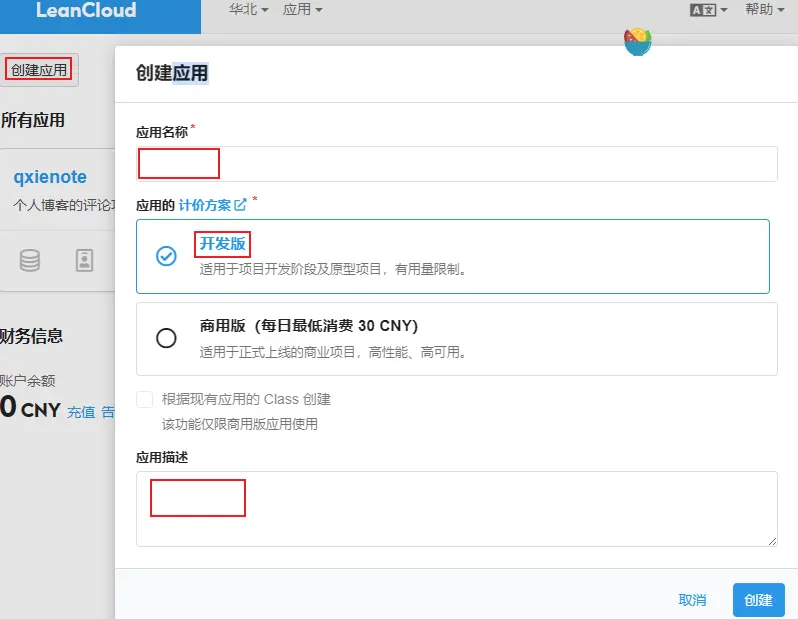 LeanCloud
华北
应用
帮助
创建应用
所有应用
qxienote
个人博客的评论
财务信息
账户余额
0 CNY 充值 告
创建应用
应用名称*
应用的 计价方案 *
开发版
适用于项目开发阶段及原型项目，有用量限制。
商用版（每日最低消费 30 CNY）
适用于正式上线的商业项目，高性能、高可用。
根据现有应用的 Class 创建
该功能仅限商用版应用使用
应用描述
取消
创建